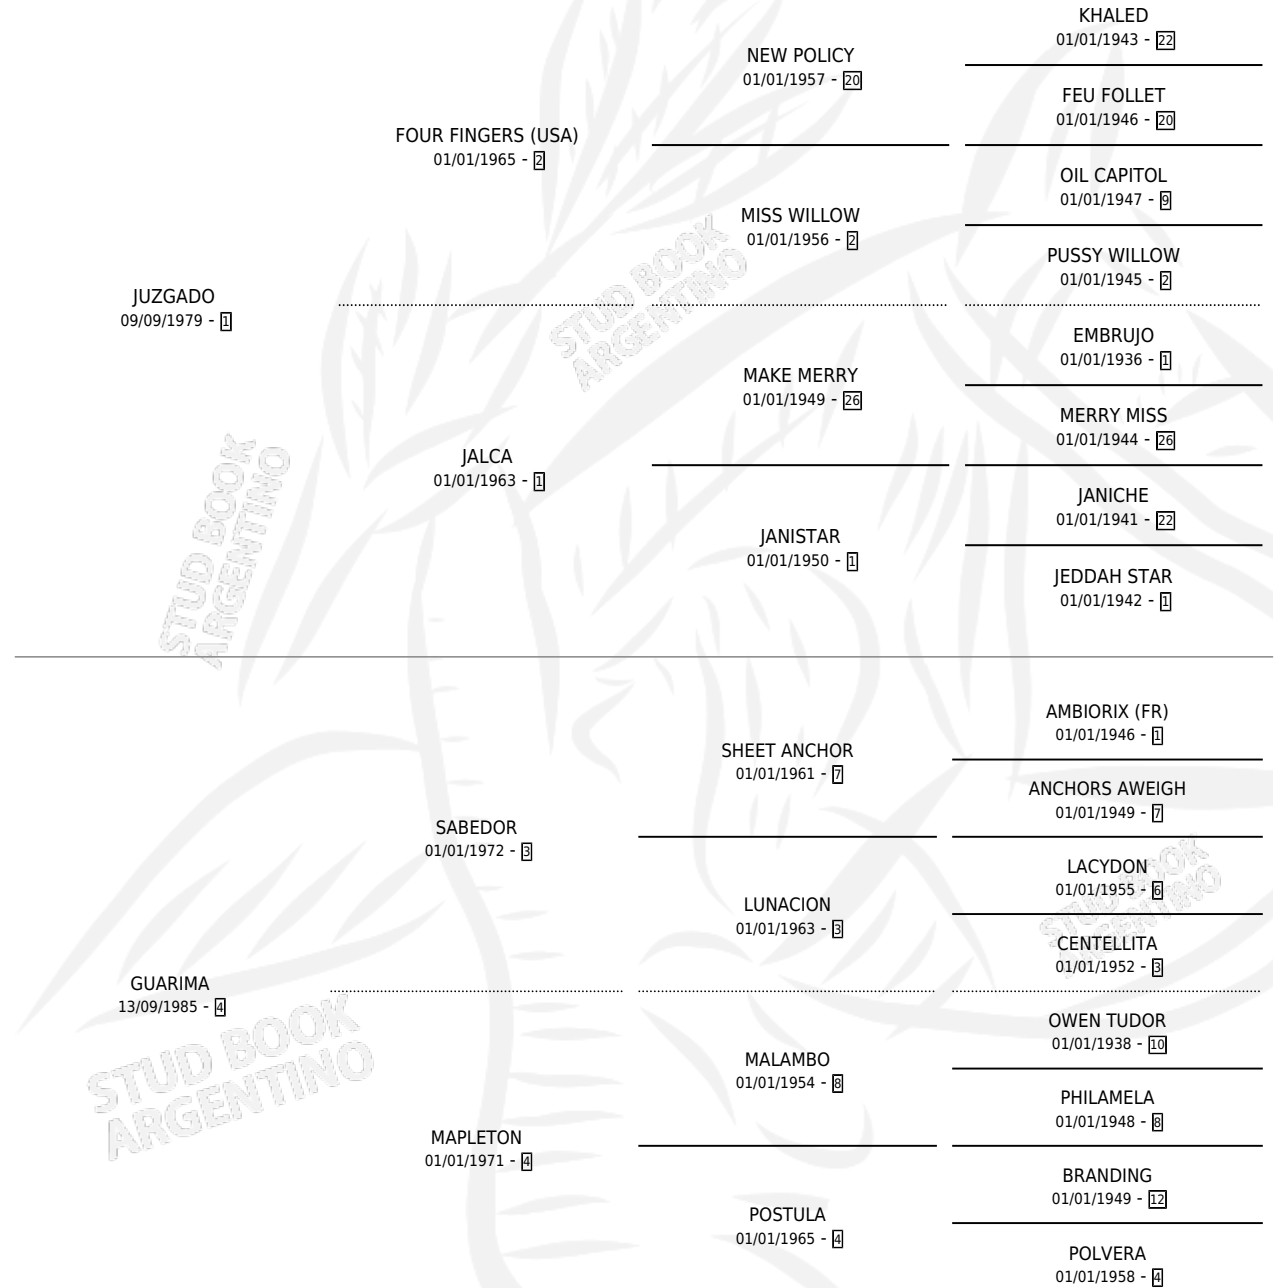 KHALED
01/01/1943 - 22
NEW POLICY
01/01/1957 - 20
FEU FOLLET
01/01/1946 - 20
FOUR FINGERS (USA)
01/01/1965 - 2
OIL CAPITOL
01/01/1947 - 9
MISS WILLOW
01/01/1956 - 2
PUSSY WILLOW
01/01/1945 - 2
JUZGADO
09/09/1979 - 1
STUD BOOK
ARGENTINO
EMBRUJO
01/01/1936 - 1
MAKE MERRY
01/01/1949 - 26
MERRY MISS
01/01/1944 - 26
JALCA
01/01/1963 - 1
JANICHE
01/01/1941 - 22
JANISTAR
01/01/1950 - 1
JEDDAH STAR
01/01/1942 - 1
STUD BOOK
ARGENTINO
AMBIORIX (FR)
01/01/1946 - 1
SHEET ANCHOR
01/01/1961 - 7
ANCHORS AWEIGH
01/01/1949 - 7
SABEDOR
01/01/1972 - 3
LACYDON
01/01/1955 - 6
LUNACION
01/01/1963 - 3
CENTELLITA
01/01/1952 - 3
STUD BOOK
ARGENTINO
GUARIMA
13/09/1985 - 4
OWEN TUDOR
01/01/1938 - 10
MALAMBO
01/01/1954 - 8
PHILAMELA
01/01/1948 - 8
STUD BOOK
ARGENTINO
MAPLETON
01/01/1971 - 4
BRANDING
01/01/1949 - 12
POSTULA
01/01/1965 - 4
POLVERA
01/01/1958 - 4